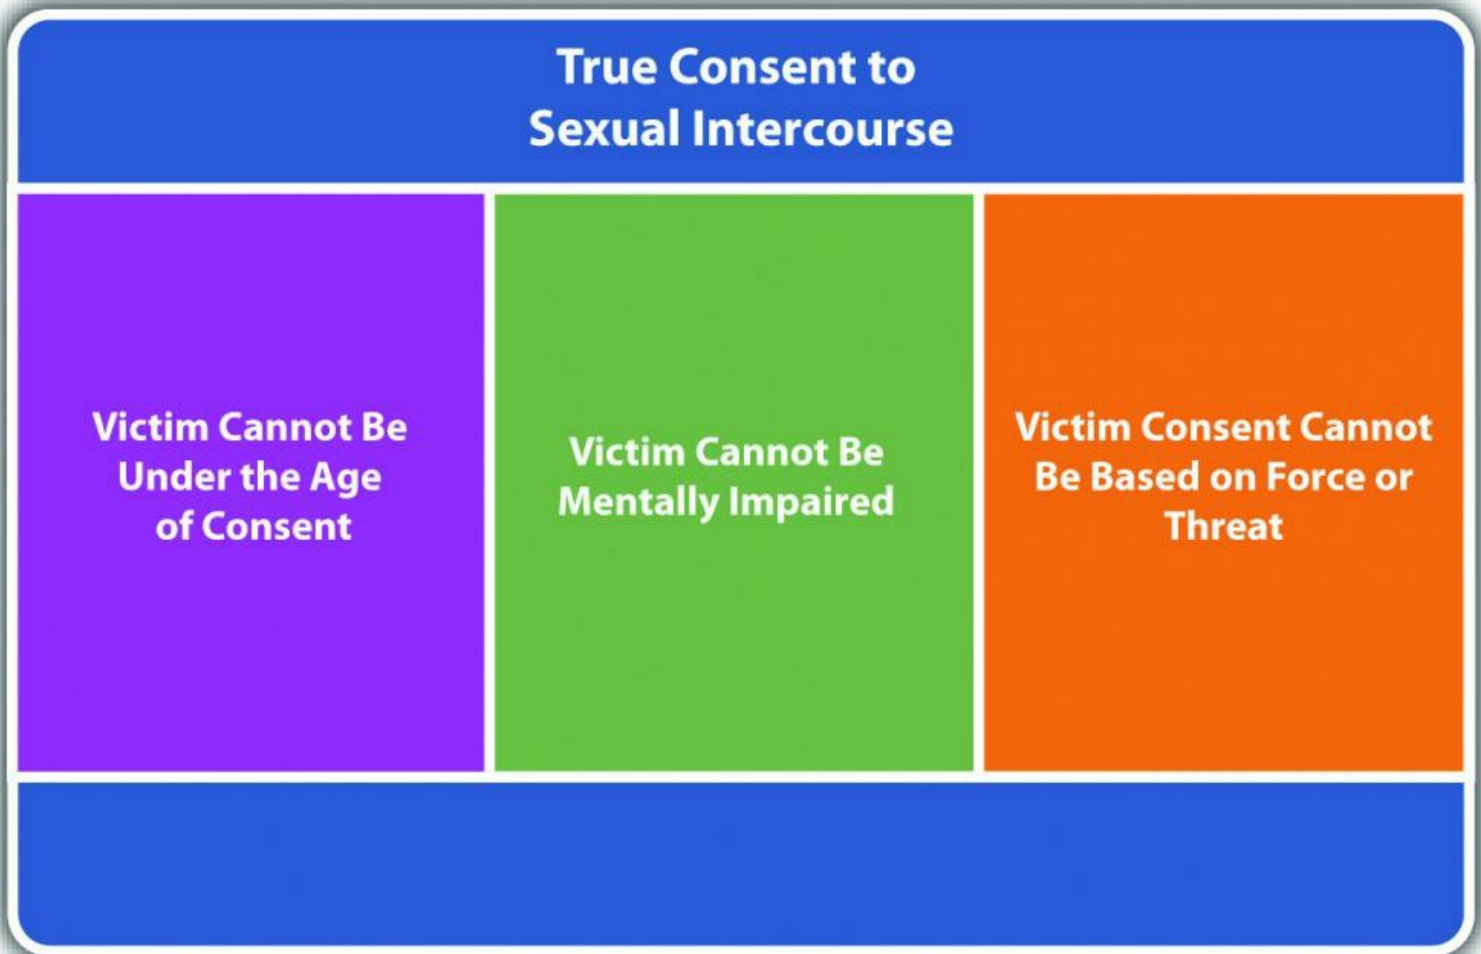 True Consent to
Sexual Intercourse
Victim Cannot Be
Under the Age
of Consent
Victim Cannot Be
Mentally Impaired
Victim Consent Cannot
Be Based on Force or
Threat